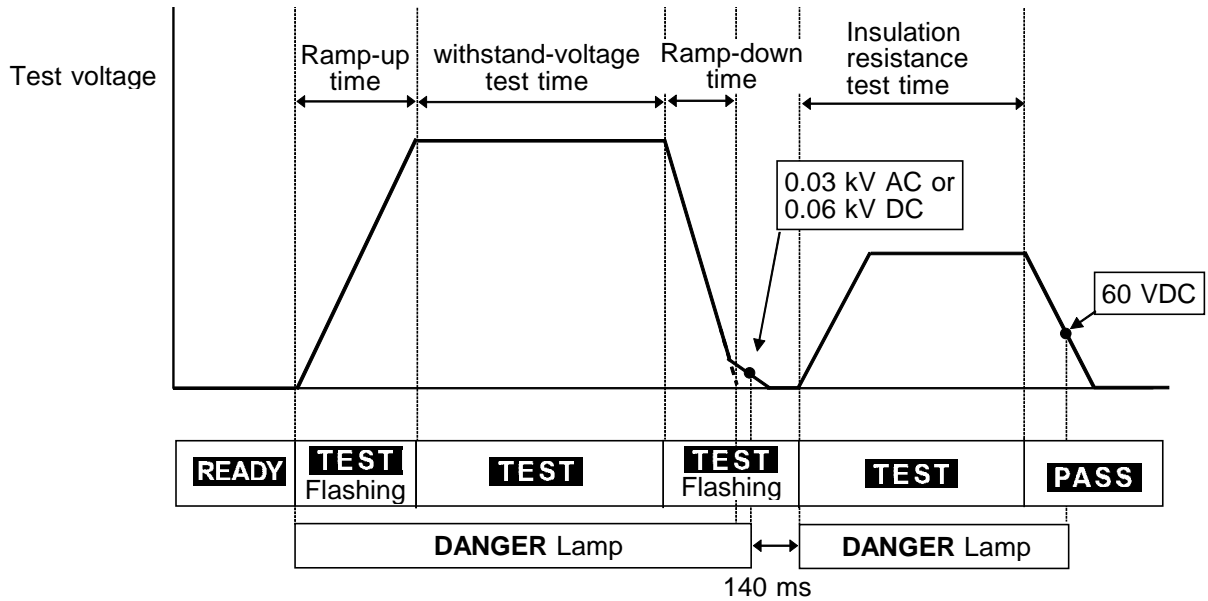 Test voltage
Ramp-up
time
withstand-voltage
test time
Ramp-down
time
Insulation
resistance
test time
0.03 kV AC or
0.06 kV DC
60 VDC
READY
TEST
Flashing
TEST
TEST
Flashing
TEST
PASS
DANGER Lamp
DANGER Lamp
140 ms